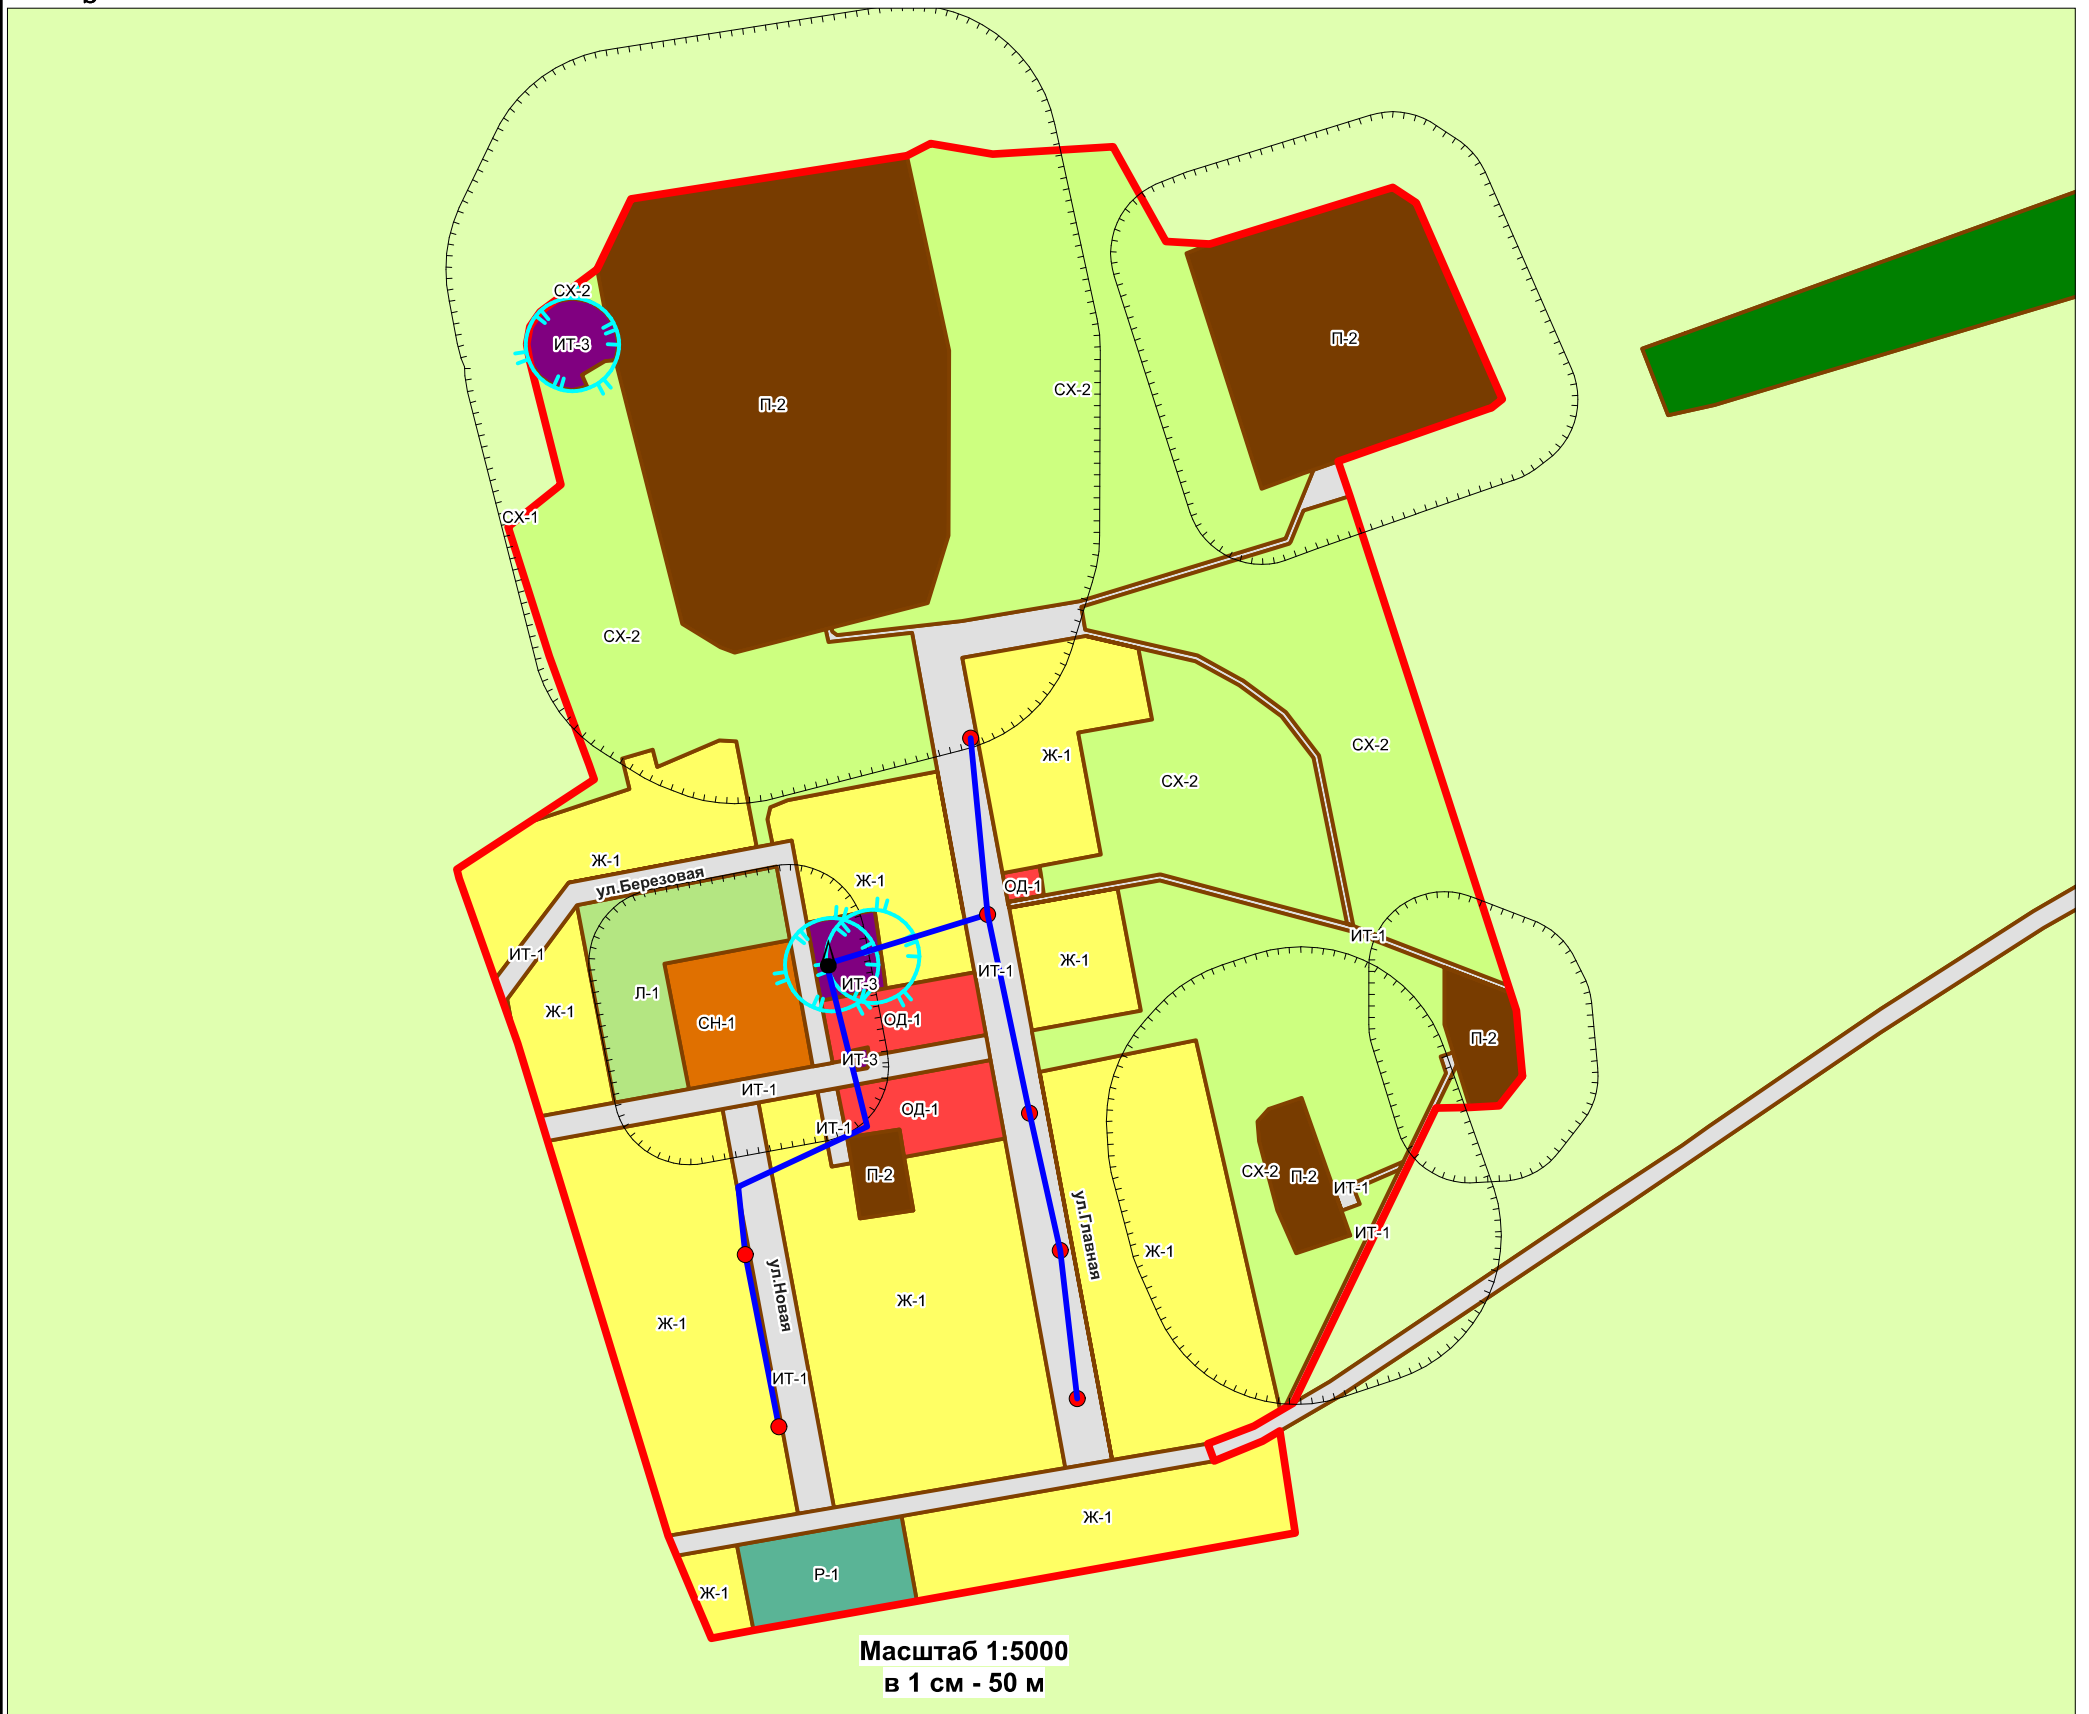 СХ-2
ИТ-3
П-2
П-2
СХ-2
СХ-1
СХ-2
Ж-1
СХ-2
СХ-2
Ж-1
ул.Березовая
Ж-1
ОД-1
ИТ-1
ИТ-1
Ж-1
ИТ-1
ИТ-3
Л-1
Ж-1
СН-1
ОД-1
П-2
ИТ-3
ИТ-1
ОД-1
ИТ-1
П-2
СХ-2
П-2
ИТ-1
ул.Главная
ИТ-1
Ж-1
ул.Новая
Ж-1
Ж-1
ИТ-1
Ж-1
Р-1
Ж-1
Масштаб 1:5000
в 1 см - 50 м